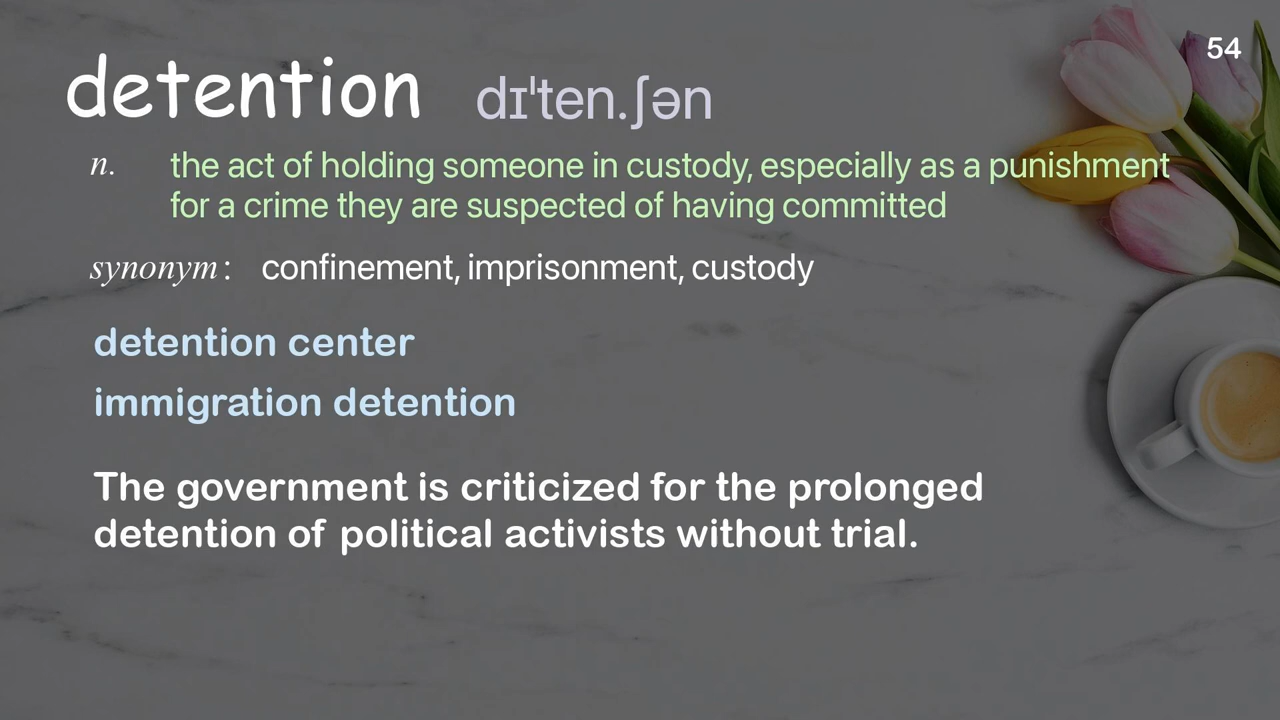 54
detention dɪˈten.ʃən
n. the act of holding someone in custody, especially as a punishment
for a crime they are suspected of having committed
synonym : confinement, imprisonment, custody
detention center
immigration detention
The government is criticized for the prolonged
detention of political activists without trial.